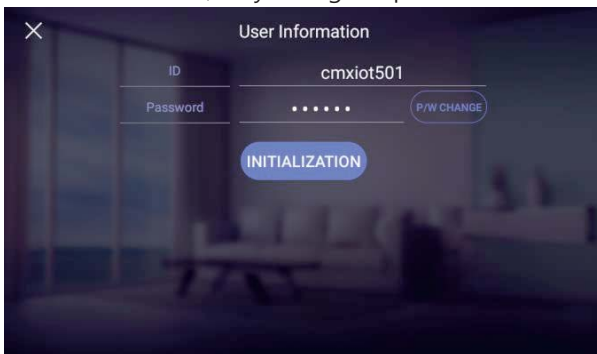 User Information
ID cmxiot501
Password •••••• P/W CHANGE
INITIALIZATION